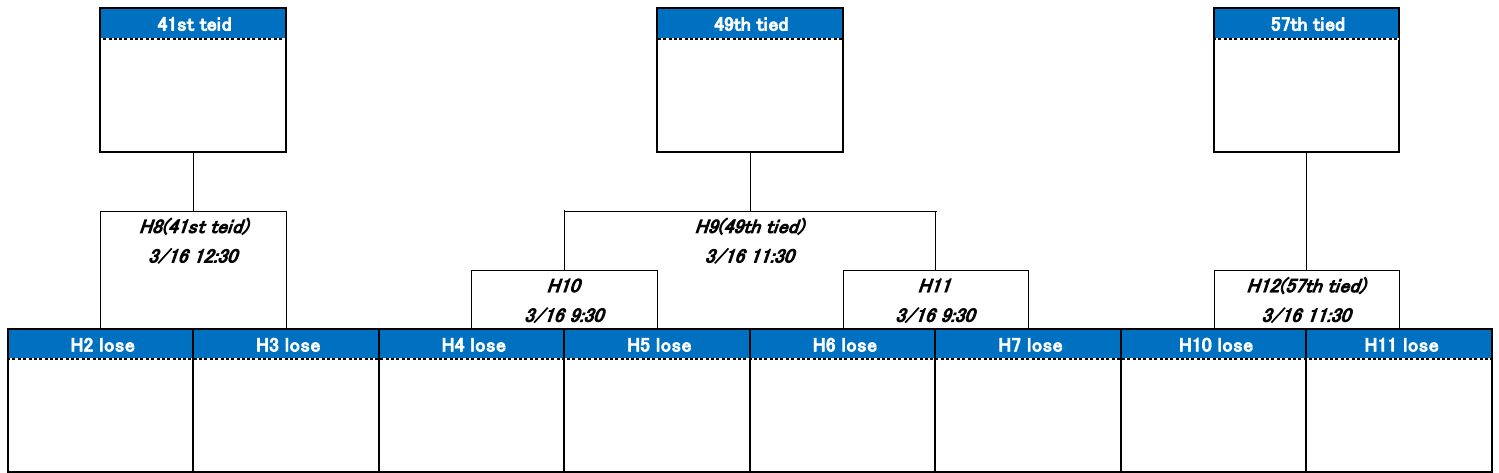 41st teid
49th tied
57th tied
H8(41st teid)
3/16 12:30
H9(49th tied)
3/16 11:30
H10
3/16 9:30
H11
3/16 9:30
H12(57th tied)
3/16 11:30
H2 lose
H3 lose
H4 lose
H5 lose
H6 lose
H7 lose
H10 lose
H11 lose